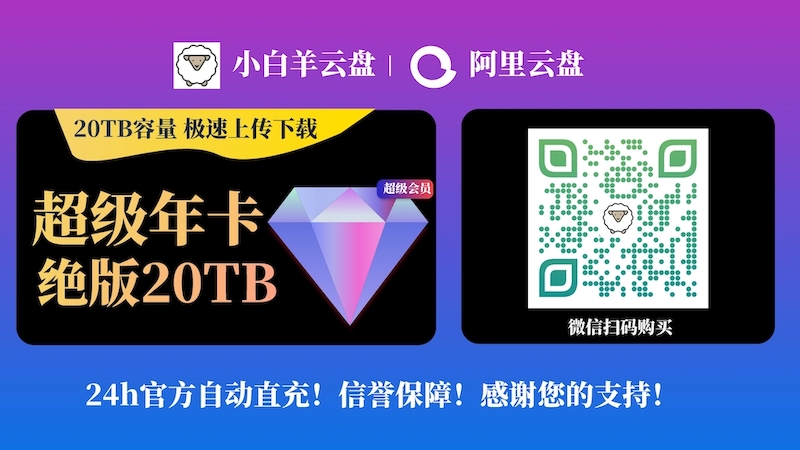 小白羊云盘 | 阿里云盘
20TB容量 极速上传下载
超级会员
超级年卡
绝版20TB
微信扫码购买
24h官方自动直充！信誉保障！感谢您的支持！